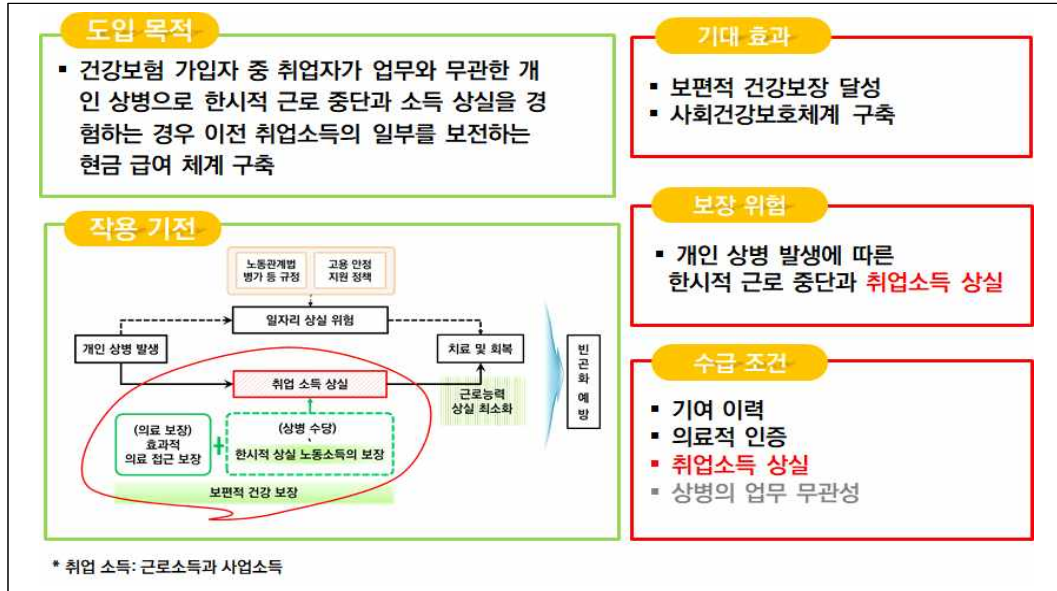 도입 목적
▪ 건강보험 가입자 중 취업자가 업무와 무관한 개
인 상병으로 한시적 근로 중단과 소득 상실을 경
험하는 경우 이전 취업소득의 일부를 보전하는
현금 급여 체계 구축
기대 효과
▪ 보편적 건강보장 달성
▪ 사회건강보호체계 구축
보장 위험
▪ 개인 상병 발생에 따른
한시적 근로 중단과 취업소득 상실
수급 조건
▪ 기여 이력
▪ 의료적 인증
▪ 취업소득 상실
▪ 상병의 업무 무관성
작용 기전
노동관계법
병가 등 규정
고용 안정
지원 정책
일자리 상실 위험
개인 상병 발생
치료 및 회복
취업 소득 상실
근로능력
상실 최소화
(의료 보장)
효과적
의료 접근 보장
+
(상병 수당)
한시적 상실 노동소득의 보장
보편적 건강 보장
빈
곤
화
예
방
* 취업 소득: 근로소득과 사업소득